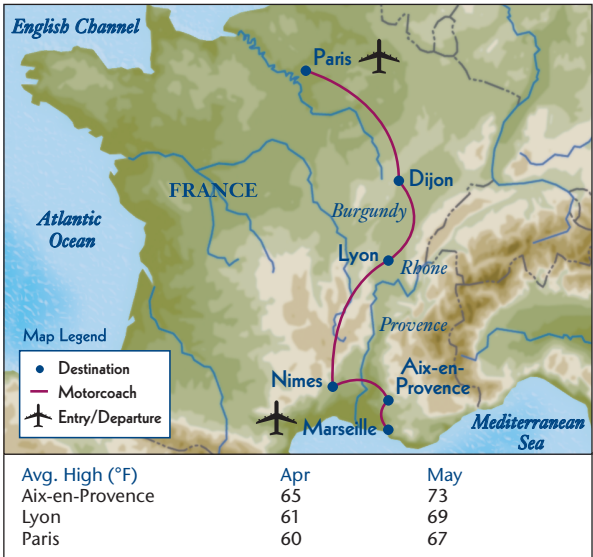 English Channel
Paris
Dijon
FRANCE
Burgundy
Atlantic
Ocean
Lyon
Rhône
Provence
Map Legend
Destination
Motorcoach
Entry/Departure
Nimes
Aix-en-
Provence
Marseille
Mediterranean
Sea
Avg. High (°F) Apr May
Aix-en-Provence 65 73
Lyon 61 69
Paris 60 67